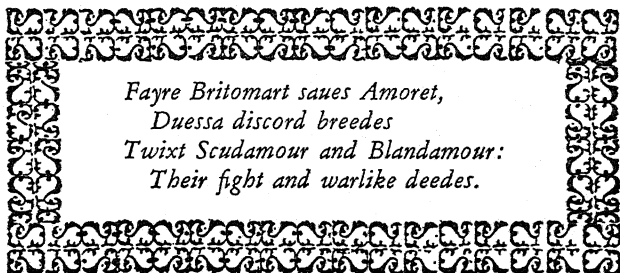 Fayre Britomart saues Amoret,
Duessa discord breedes
Twixt Scudamour and Blandamour:
Their fight and warlike deedes.